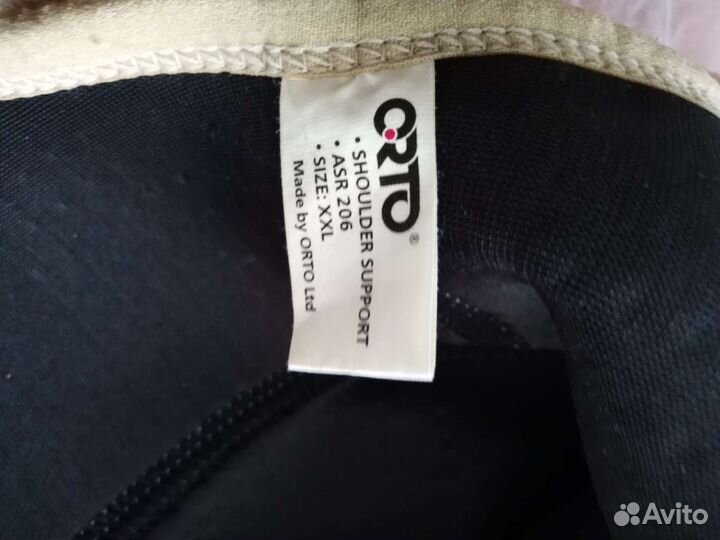 ORTO®
• SHOULDER SUPPORT
• ASR 206
• SIZE: XXL
Made by ORTO Ltd
Avito